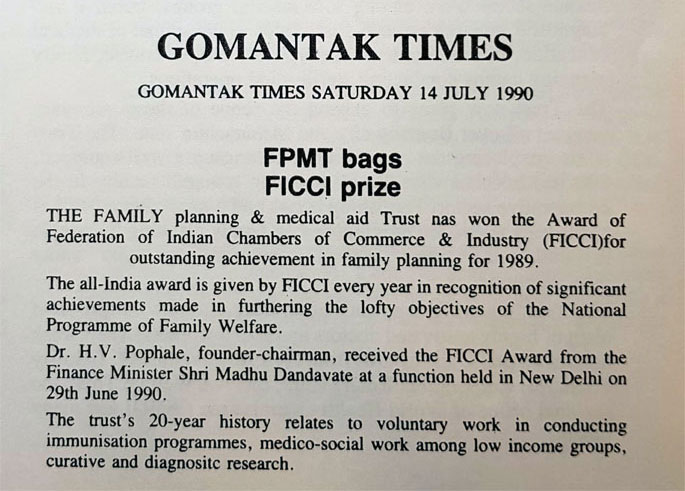 GOMANTAK TIMES
GOMANTAK TIMES SATURDAY 14 JULY 1990
FPMT bags
FICCI prize
THE FAMILY planning & medical aid Trust nas won the Award of
Federation of Indian Chambers of Commerce & Industry (FICCI)for
outstanding achievement in family planning for 1989.
The all-India award is given by FICCI every year in recognition of significant
achievements made in furthering the lofty objectives of the National
Programme of Family Welfare.
Dr. H.V. Pophale, founder-chairman, received the FICCI Award from the
Finance Minister Shri Madhu Dandavate at a function held in New Delhi on
29th June 1990.
The trust's 20-year history relates to voluntary work in conducting
immunisation programmes, medico-social work among low income groups,
curative and diagnositc research.